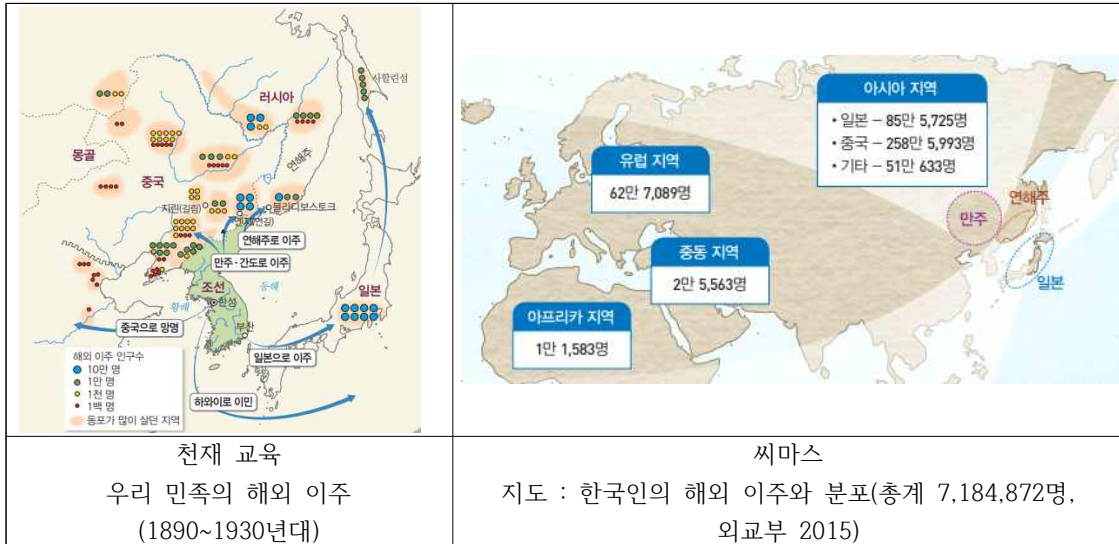 사할린섬
러시아
몽골
중국
연해주
지린(길림)
블라디보스토크
옌지(연길)
연해주로 이주
만주·간도로 이주
조선
한성
동해
황해
일본
중국으로 망명
부산
일본으로 이주
하와이로 이민
해외 이주 인구수
10만 명
1만 명
1천 명
1백 명
동포가 많이 살던 지역
아시아 지역
• 일본 – 85만 5,725명
• 중국 – 258만 5,993명
• 기타 – 51만 633명
유럽 지역
62만 7,089명
연해주
만주
중동 지역
2만 5,563명
일본
아프리카 지역
1만 1,583명
천재 교육
우리 민족의 해외 이주
(1890~1930년대)
씨마스
지도 : 한국인의 해외 이주와 분포(총계 7,184,872명,
외교부 2015)